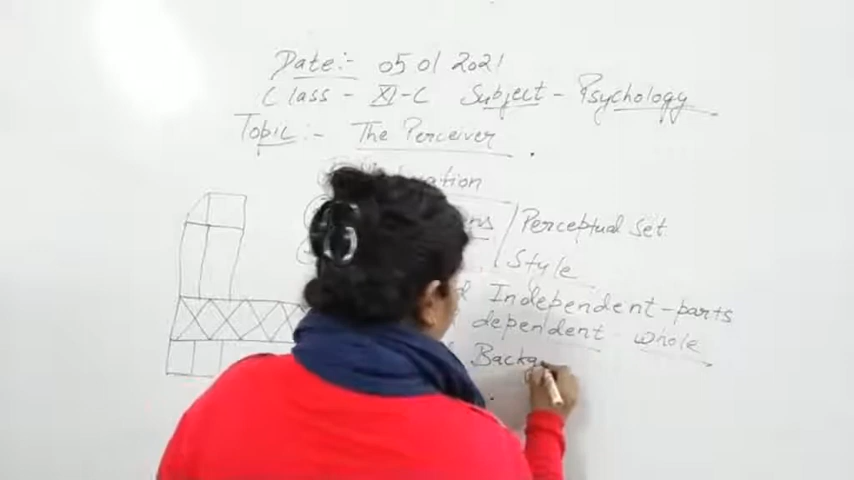 Date:- 05 01 2021
Class - XI-C Subject - Psychology
Topic:- The Perceiver
Perceptual Set
Style
Independent-parts
dependent - whole
Backg